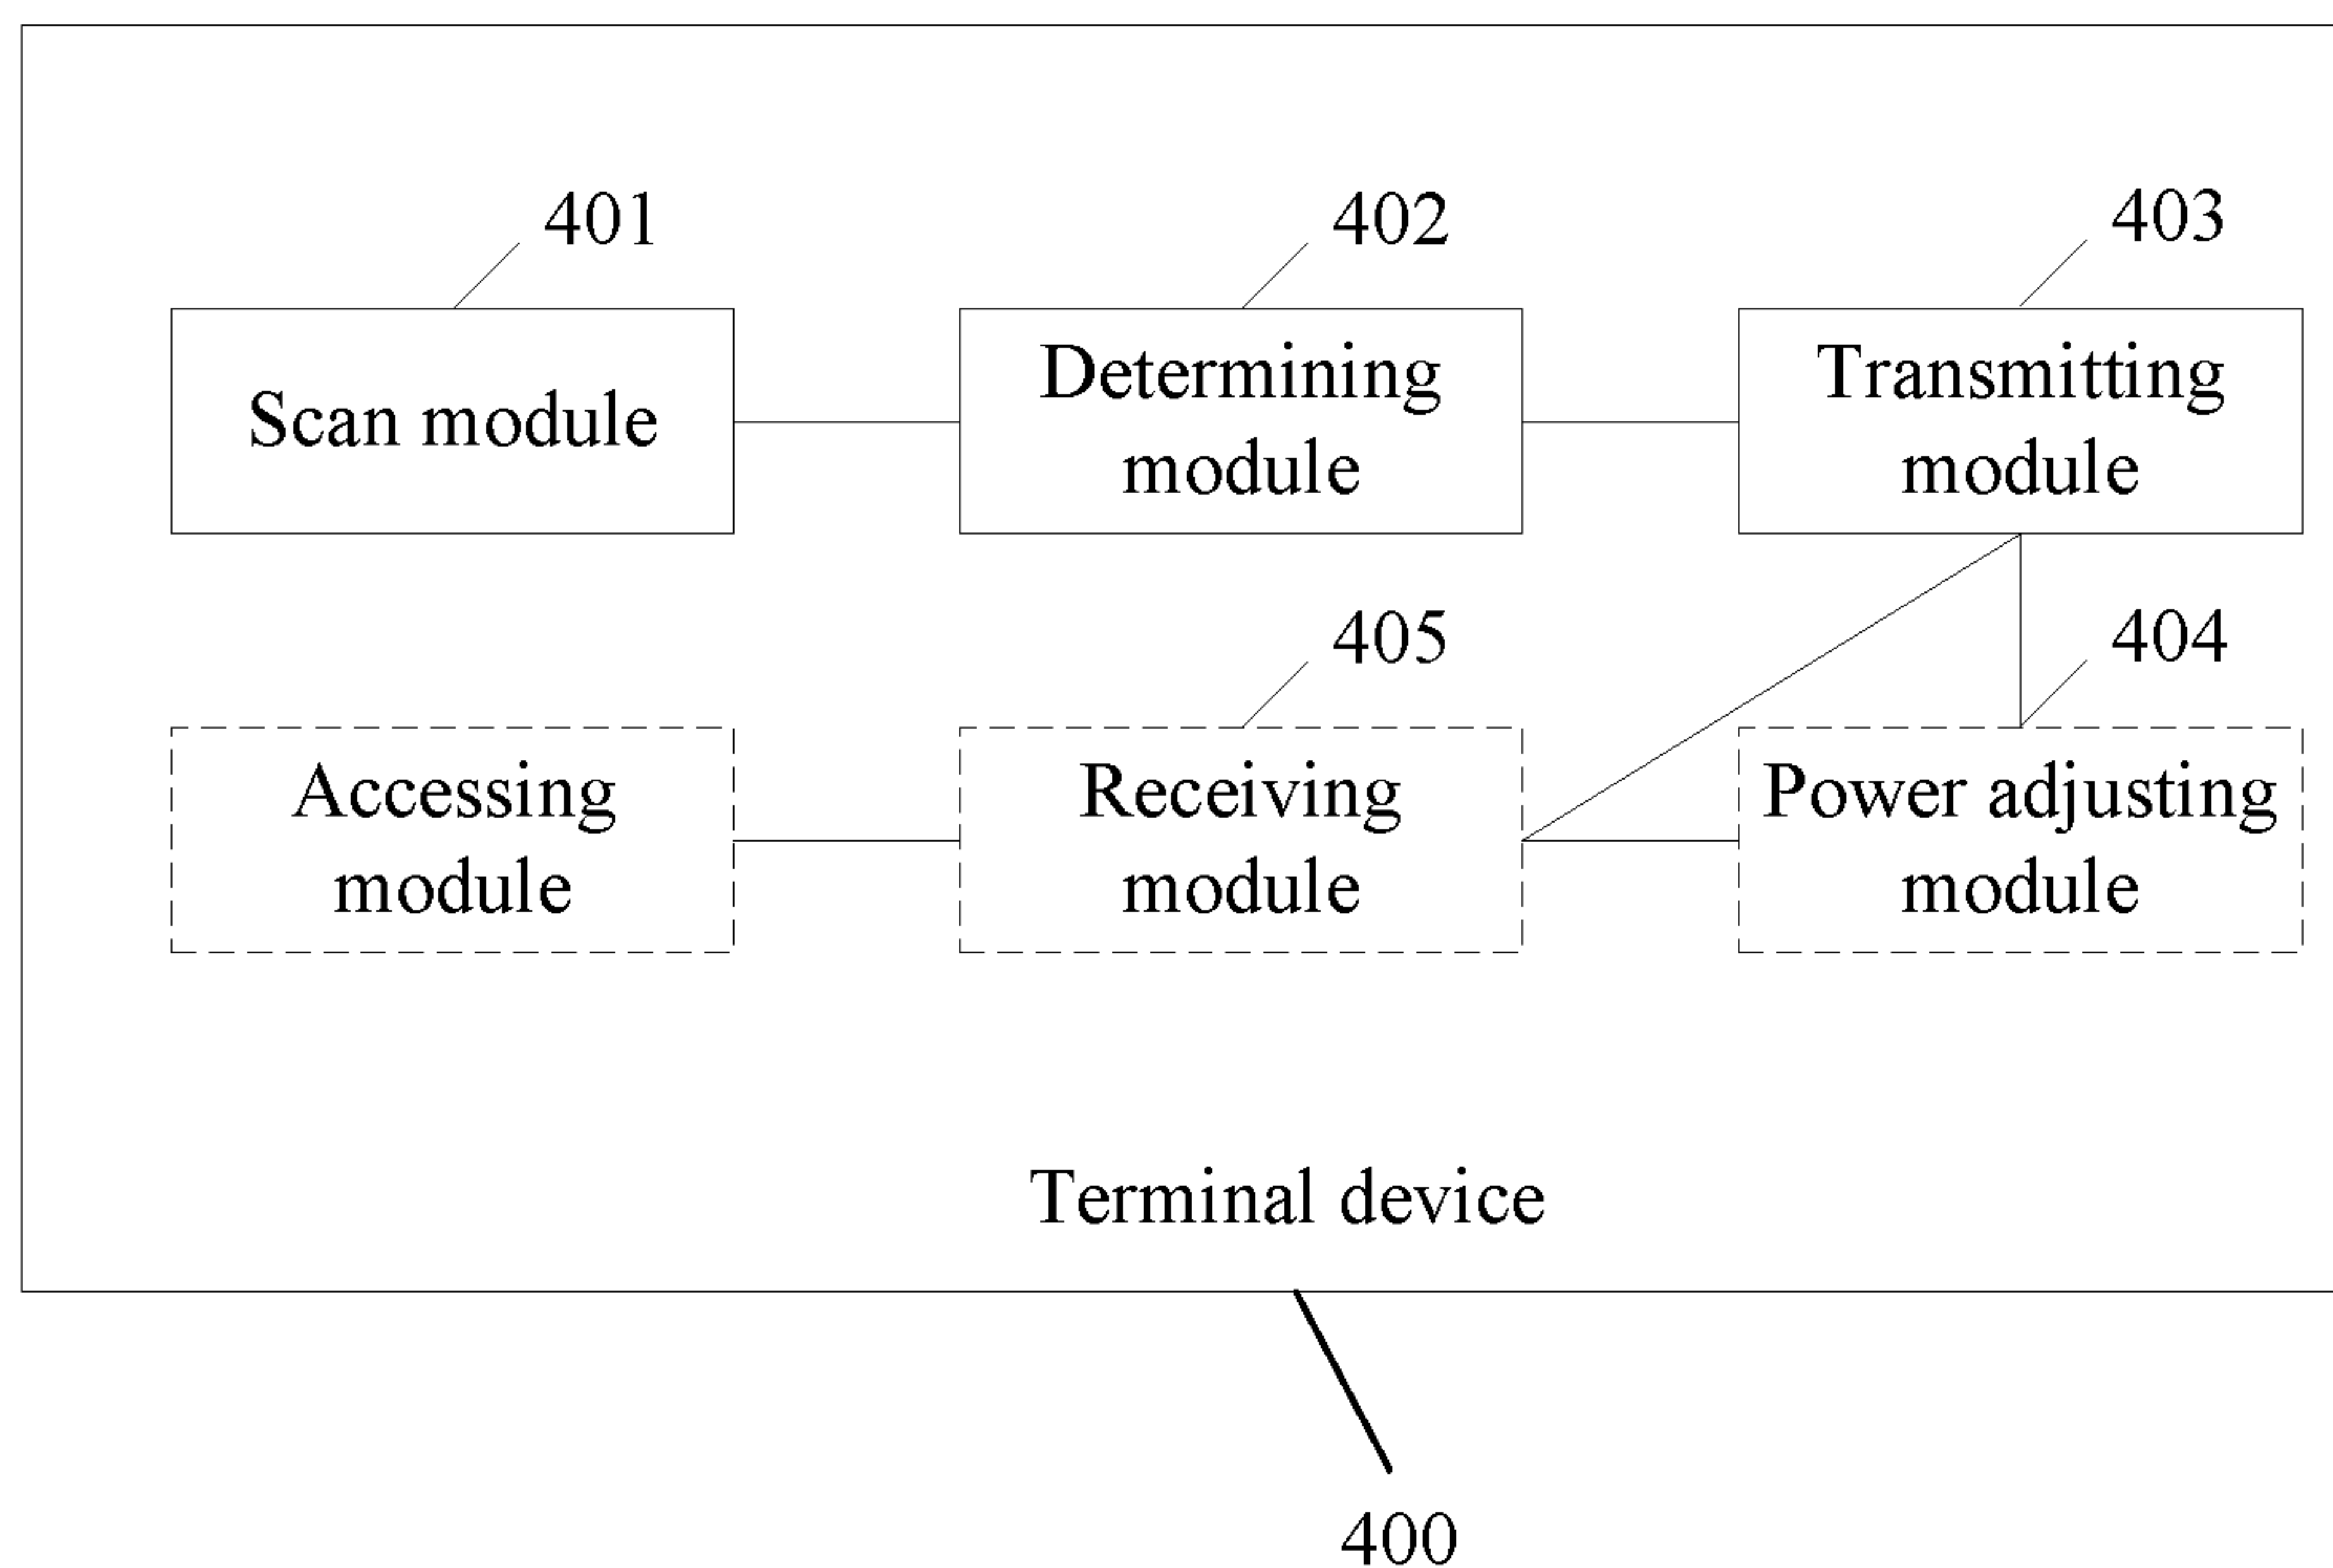 401
402
403
Scan module
Determining
module
Transmitting
module
405
404
Accessing
module
Receiving
module
Power adjusting
module
Terminal device
400